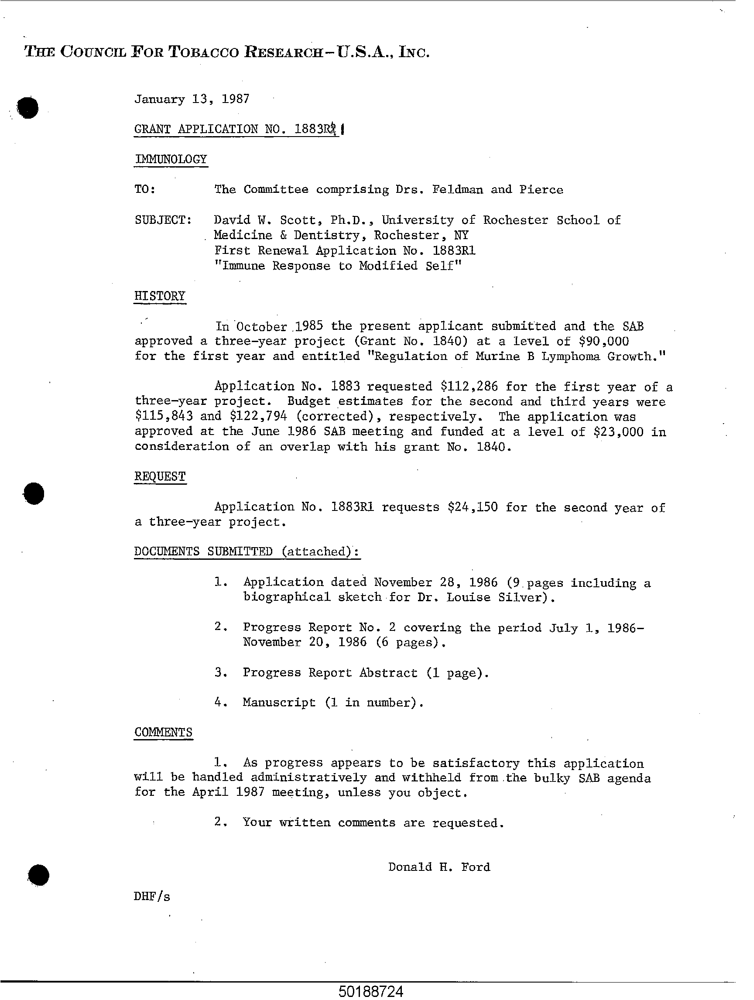 THE COUNCIL FOR TOBACCO RESEARCH-U.S.A., INC.
January 13, 1987
GRANT APPLICATION NO. 1883R1
IMMUNOLOGY
TO: The Committee comprising Drs. Feldman and Pierce
SUBJECT: David W. Scott, Ph.D., University of Rochester School of
Medicine & Dentistry, Rochester, NY
First Renewal Application No. 1883R1
"Immune Response to Modified Self"
HISTORY
In October 1985 the present applicant submitted and the SAB
approved a three-year project (Grant No. 1840) at a level of $90,000
for the first year and entitled "Regulation of Murine B Lymphoma Growth."
Application No. 1883 requested $112,286 for the first year of a
three-year project. Budget estimates for the second and third years were
$115,843 and $122,794 (corrected), respectively. The application was
approved at the June 1986 SAB meeting and funded at a level of $23,000 in
consideration of an overlap with his grant No. 1840.
REQUEST
Application No. 1883R1 requests $24,150 for the second year of
a three-year project.
DOCUMENTS SUBMITTED (attached):
1. Application dated November 28, 1986 (9 pages including a
biographical sketch for Dr. Louise Silver).
2. Progress Report No. 2 covering the period July 1, 1986-
November 20, 1986 (6 pages).
3. Progress Report Abstract (1 page).
4. Manuscript (1 in number).
COMMENTS
1. As progress appears to be satisfactory this application
will be handled administratively and withheld from the bulky SAB agenda
for the April 1987 meeting, unless you object.
2. Your written comments are requested.
Donald H. Ford
DHF/s
50188724